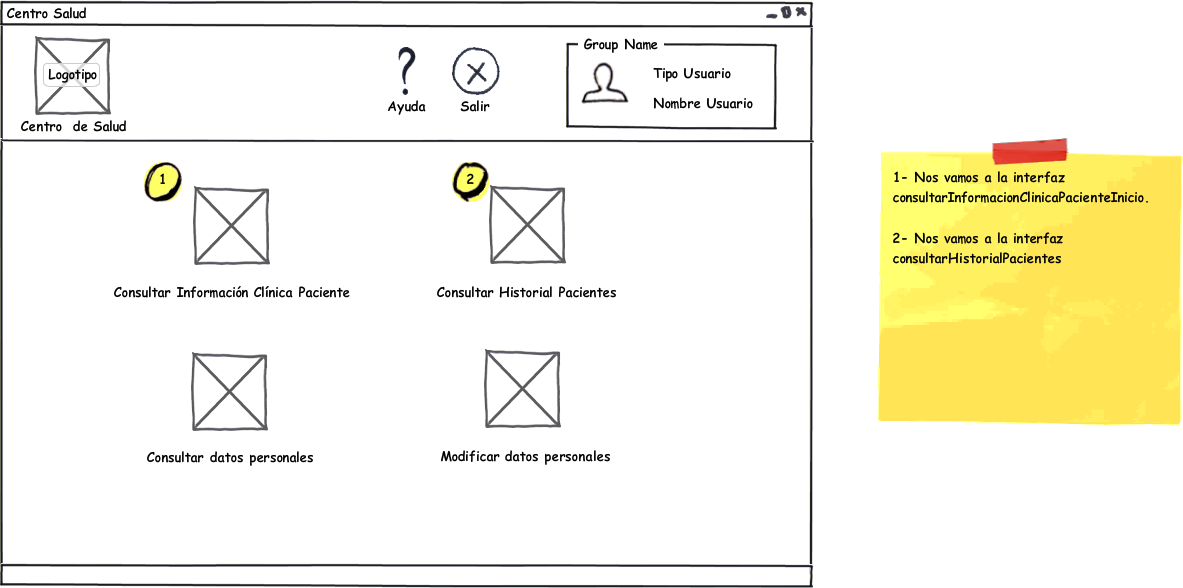 Centro Salud
Logotipo
Centro de Salud
Ayuda
Salir
Group Name
Tipo Usuario
Nombre Usuario
1
2
Consultar Información Clínica Paciente
Consultar Historial Pacientes
Consultar datos personales
Modificar datos personales
1- Nos vamos a la interfaz
consultarInformacionClinicaPacienteInicio.
2- Nos vamos a la interfaz
consultarHistorialPacientes